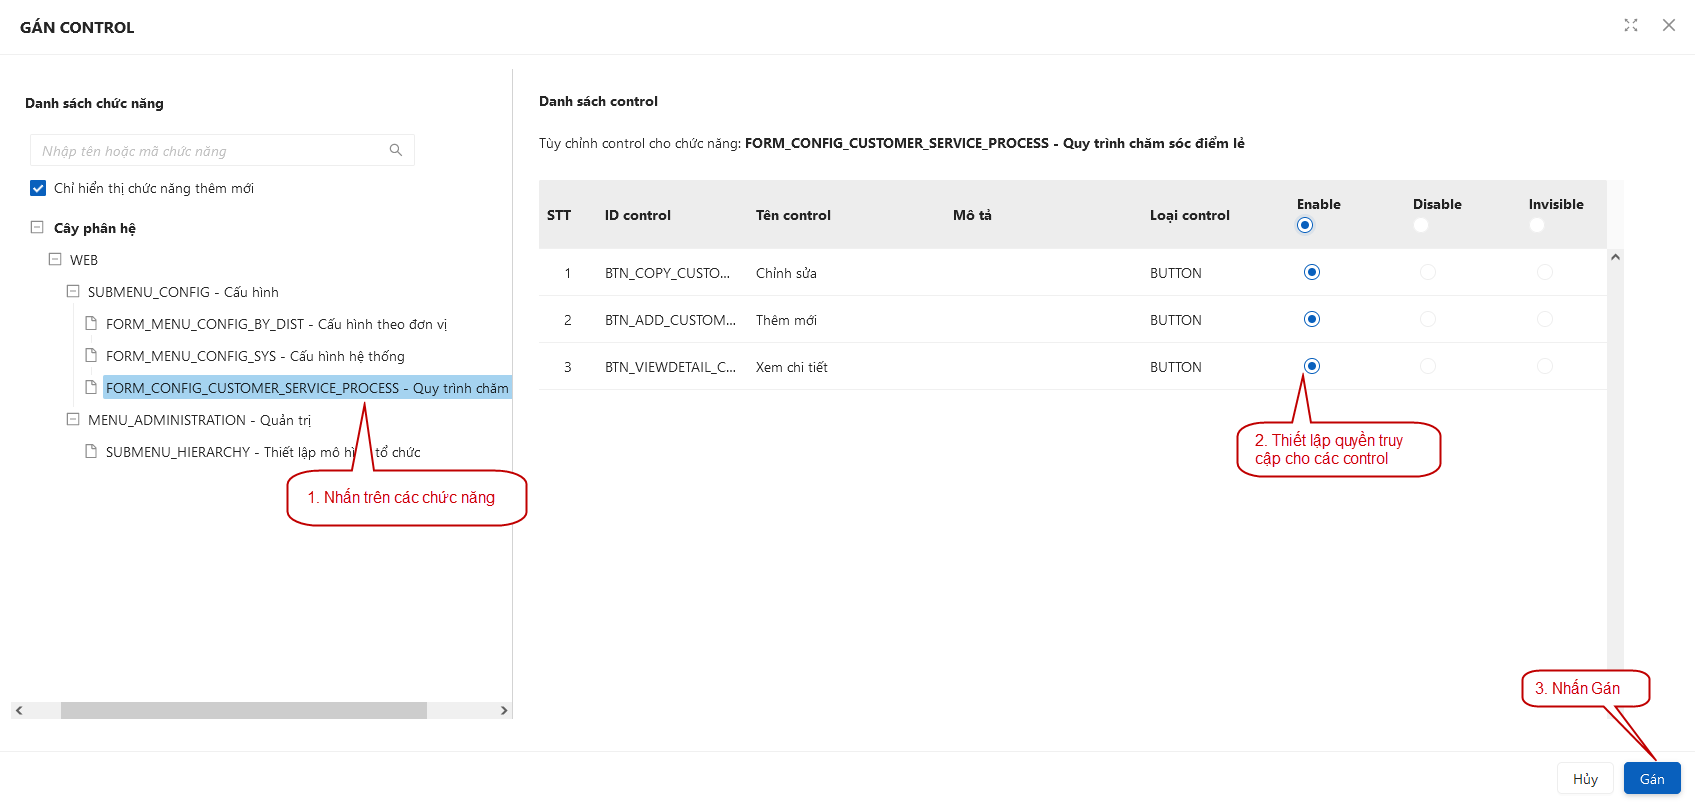 GÁN CONTROL
Danh sách chức năng
Nhập tên hoặc mã chức năng
Chỉ hiển thị chức năng thêm mới
Cây phân hệ
WEB
SUBMENU_CONFIG - Cấu hình
FORM_MENU_CONFIG_BY_DIST - Cấu hình theo đơn vị
FORM_MENU_CONFIG_SYS - Cấu hình hệ thống
FORM_CONFIG_CUSTOMER_SERVICE_PROCESS - Quy trình chăm
MENU_ADMINISTRATION - Quản trị
SUBMENU_HIERARCHY - Thiết lập mô hì tổ chức
1. Nhấn trên các chức năng
Danh sách control
Tùy chỉnh control cho chức năng: FORM_CONFIG_CUSTOMER_SERVICE_PROCESS - Quy trình chăm sóc điểm lẻ
STT ID control Tên control Mô tả Loại control Enable Disable Invisible
1 BTN_COPY_CUSTO... Chỉnh sửa BUTTON
2 BTN_ADD_CUSTOM... Thêm mới BUTTON
3 BTN_VIEWDETAIL_C... Xem chi tiết BUTTON
2. Thiết lập quyền truy
cập cho các control
3. Nhấn Gán
Hủy Gán